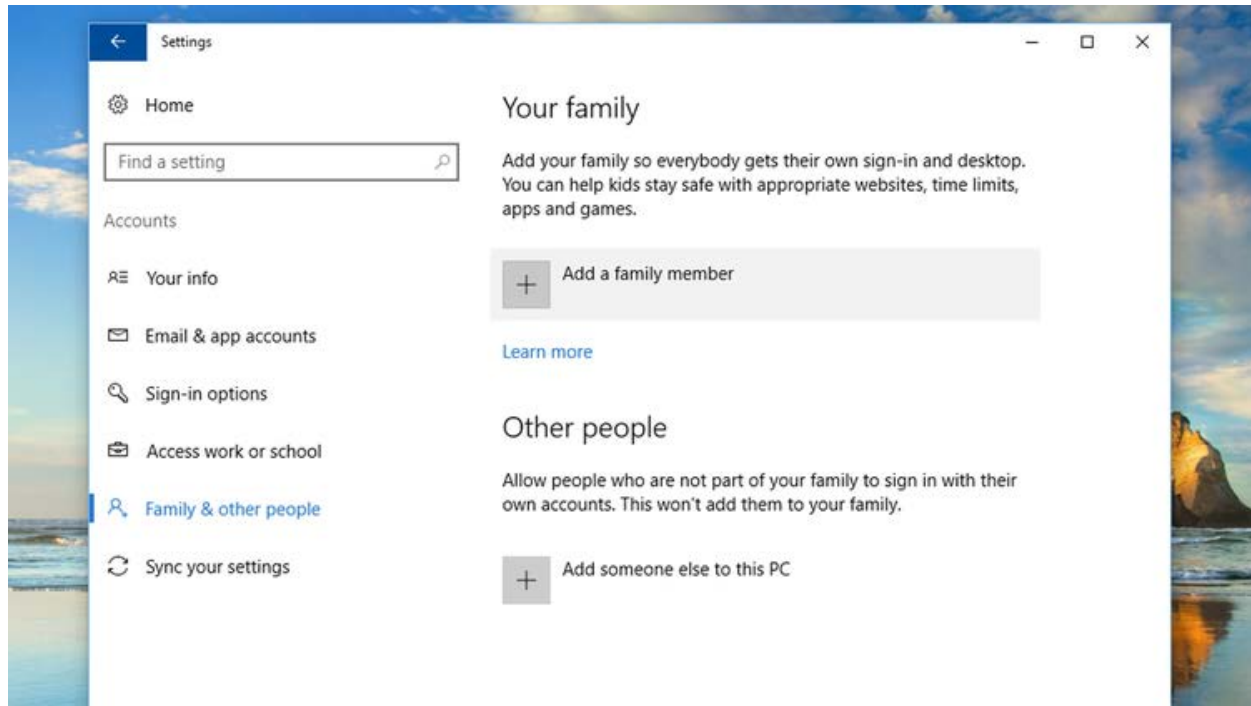 Settings
Home
Find a setting
Accounts
Your info
Email & app accounts
Sign-in options
Access work or school
Family & other people
Sync your settings
Your family
Add your family so everybody gets their own sign-in and desktop.
You can help kids stay safe with appropriate websites, time limits,
apps and games.
Add a family member
Learn more
Other people
Allow people who are not part of your family to sign in with their
own accounts. This won't add them to your family.
Add someone else to this PC